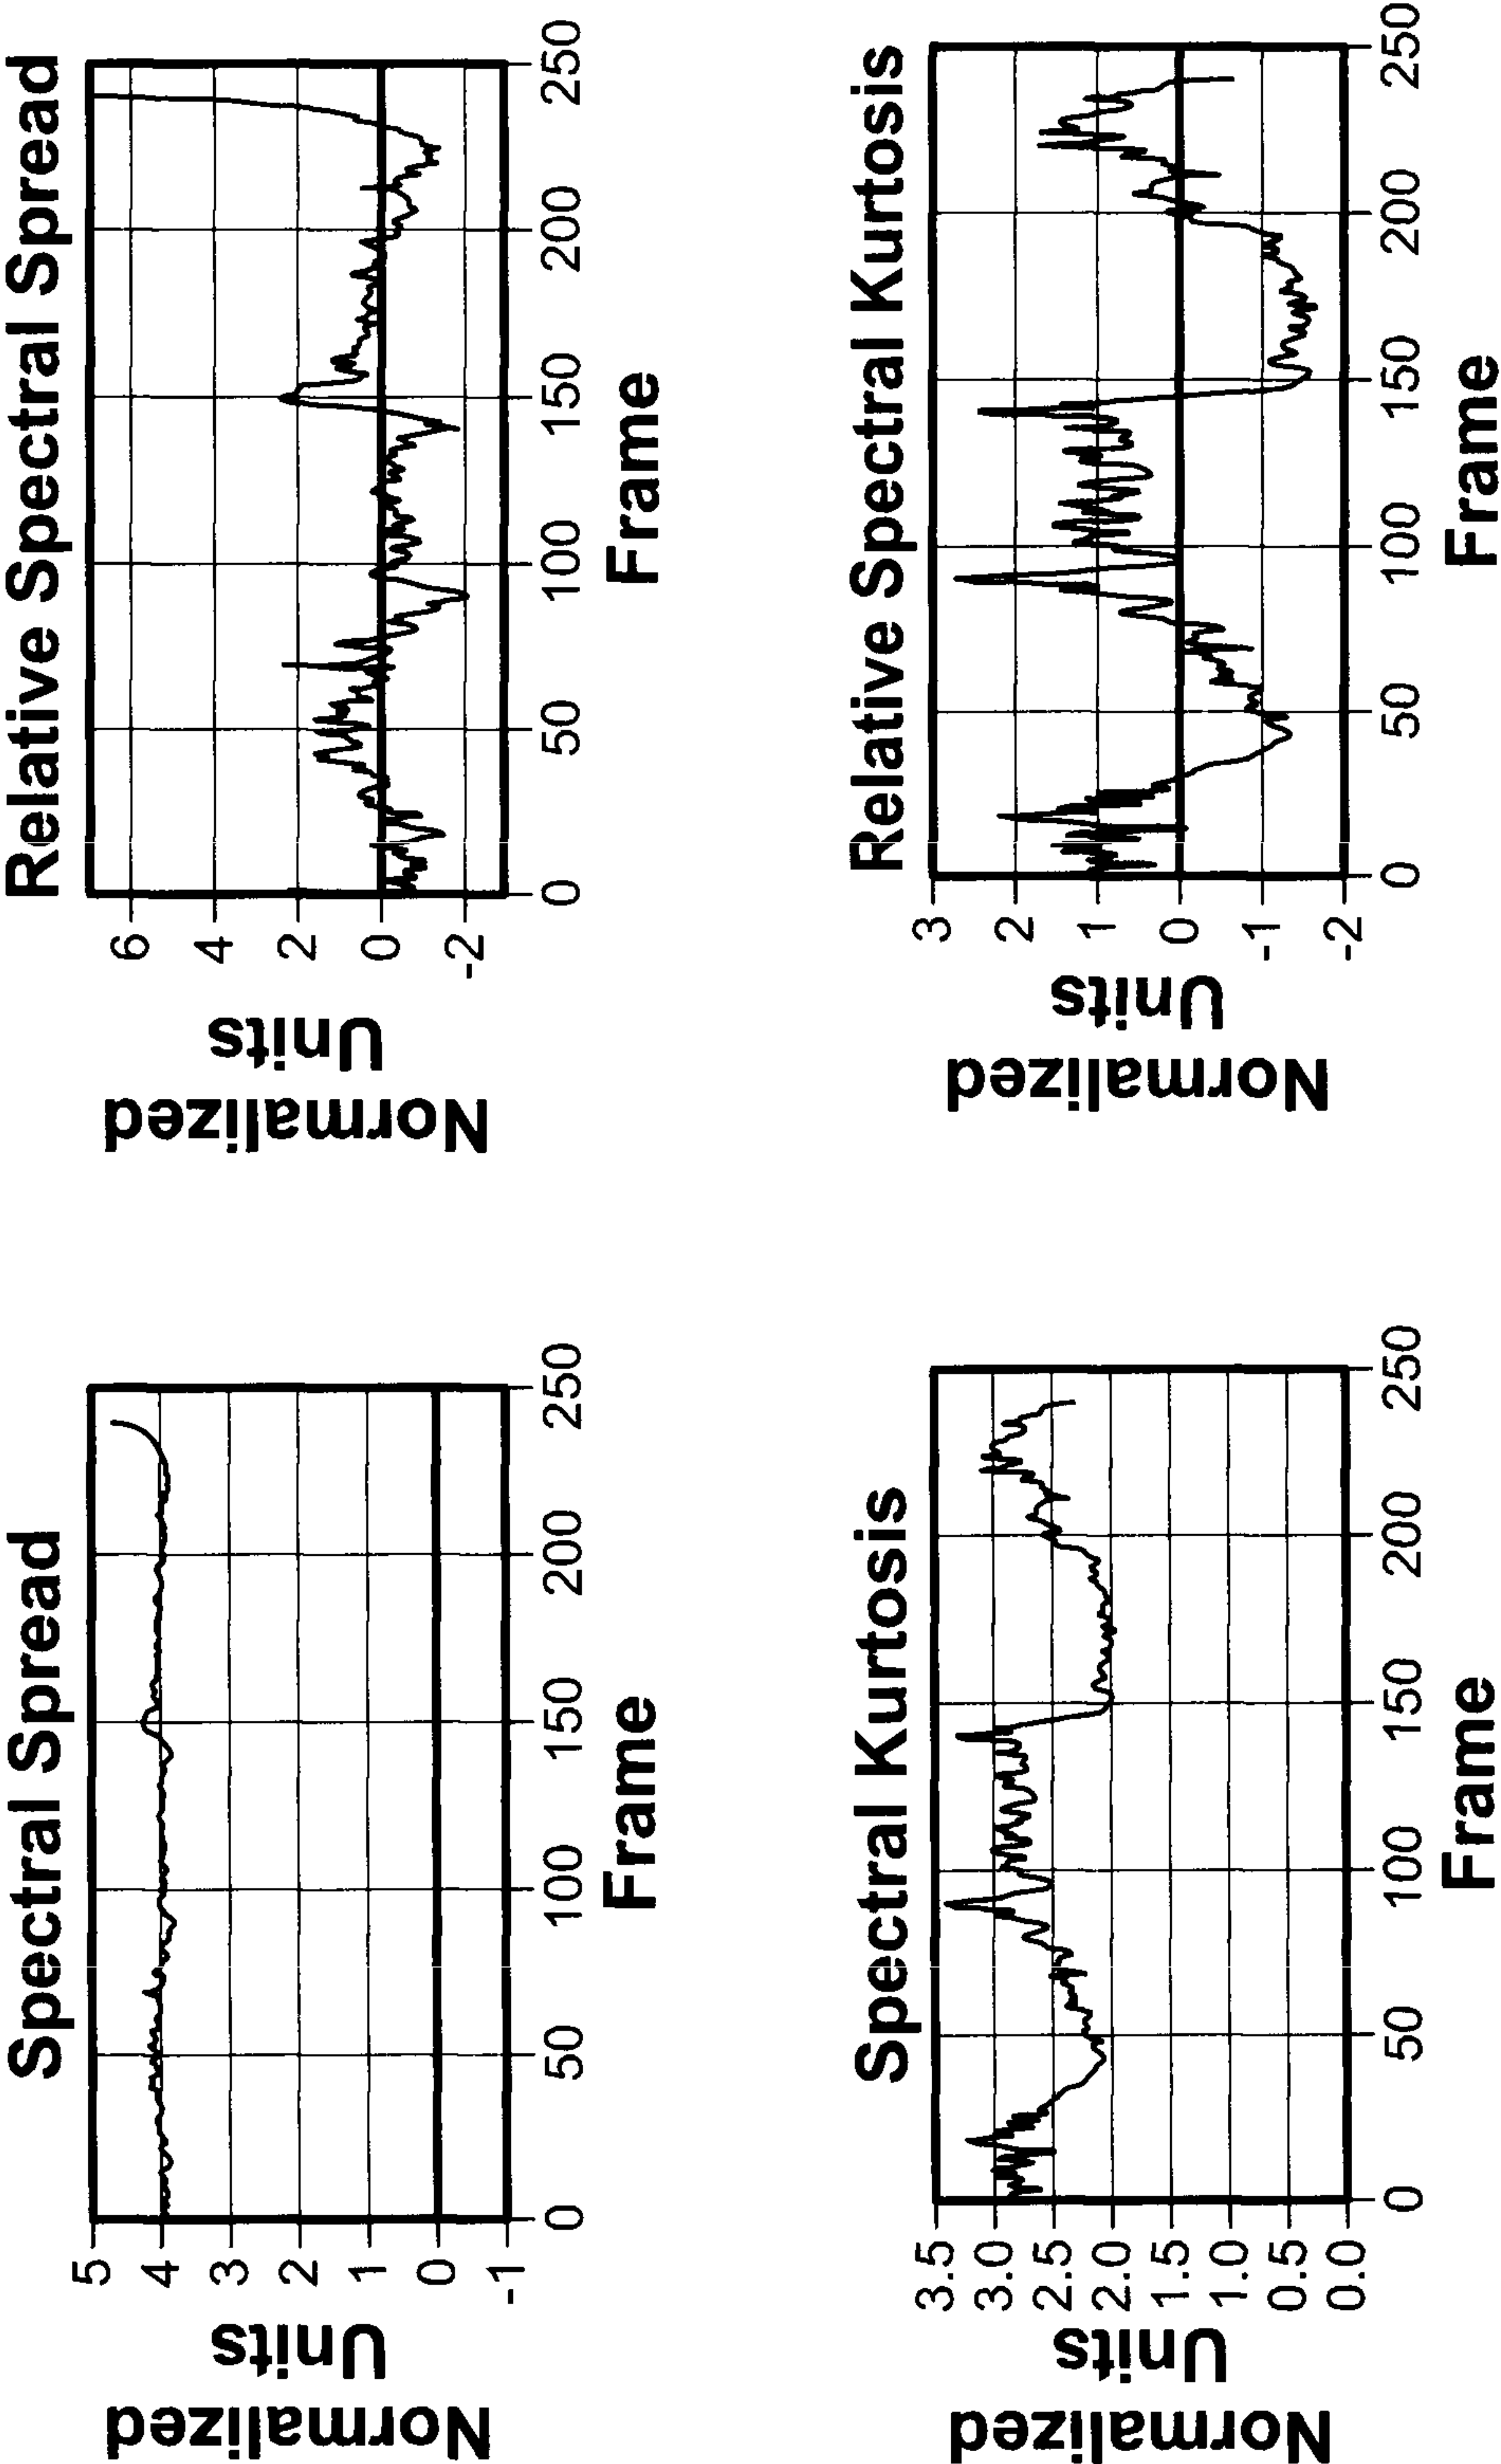 Spectral Spread
Normalized
Units
5
4
3
2
1
0
-1
0 50 100 150 200 250
Frame
Relative Spectral Spread
Normalized
Units
6
4
2
0
-2
0 50 100 150 200 250
Frame
Spectral Kurtosis
Normalized
Units
3.5
3.0
2.5
2.0
1.5
1.0
0.5
0.0
0 50 100 150 200 250
Frame
Relative Spectral Kurtosis
Normalized
Units
3
2
1
0
-1
-2
0 50 100 150 200 250
Frame